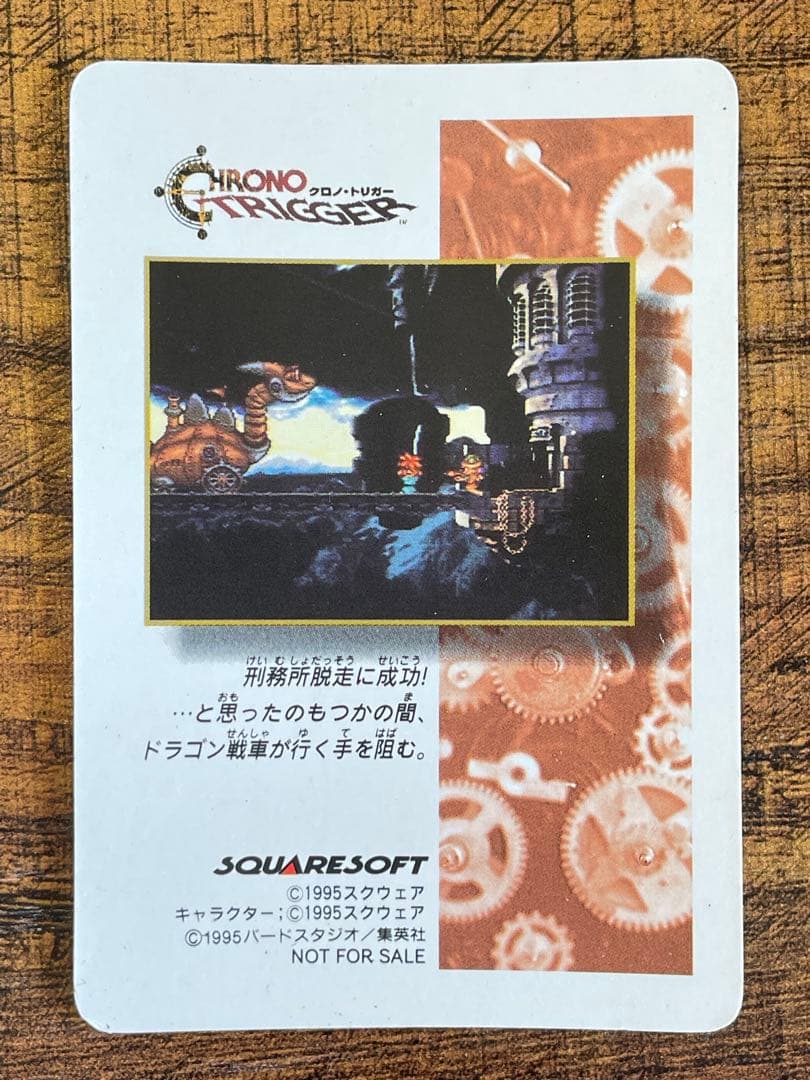 CHRONO
クロノ・トリガー
TRIGGER™
刑務所脱走に成功!
…と思ったのもつかの間、
ドラゴン戦車が行く手を阻む。
SQUARESOFT
©1995スクウェア
キャラクター;©1995スクウェア
©1995バードスタジオ/集英社
NOT FOR SALE